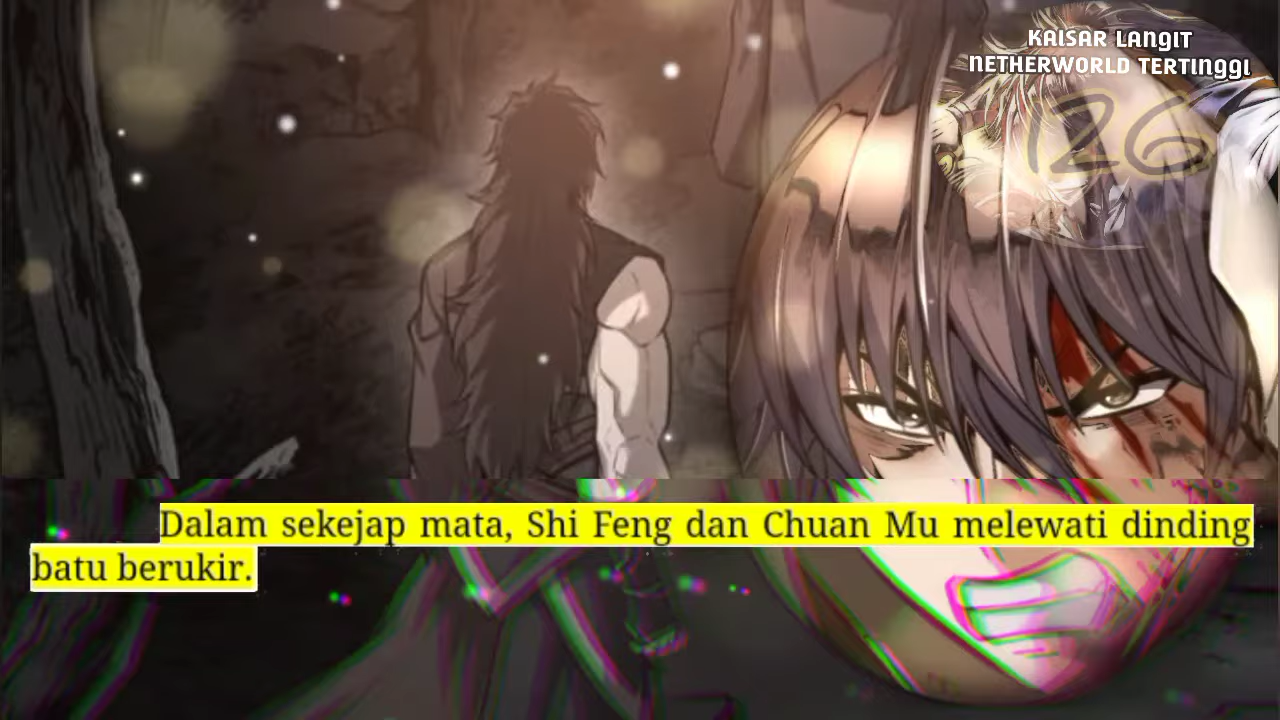 KAISAR LANGIT
NETHERWORLD TERTINGGI
126
Dalam sekejap mata, Shi Feng dan Chuan Mu melewati dinding
batu berukir.